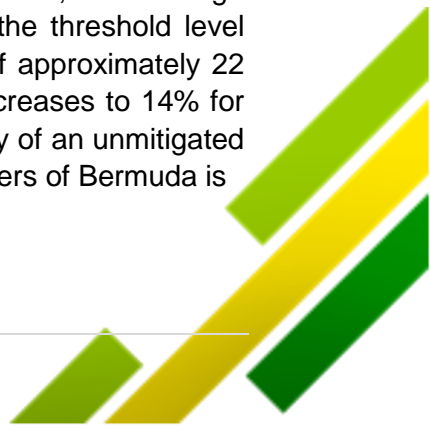 the threshold level
approximately 22
creases to 14% for
y of an unmitigated
ers of Bermuda is